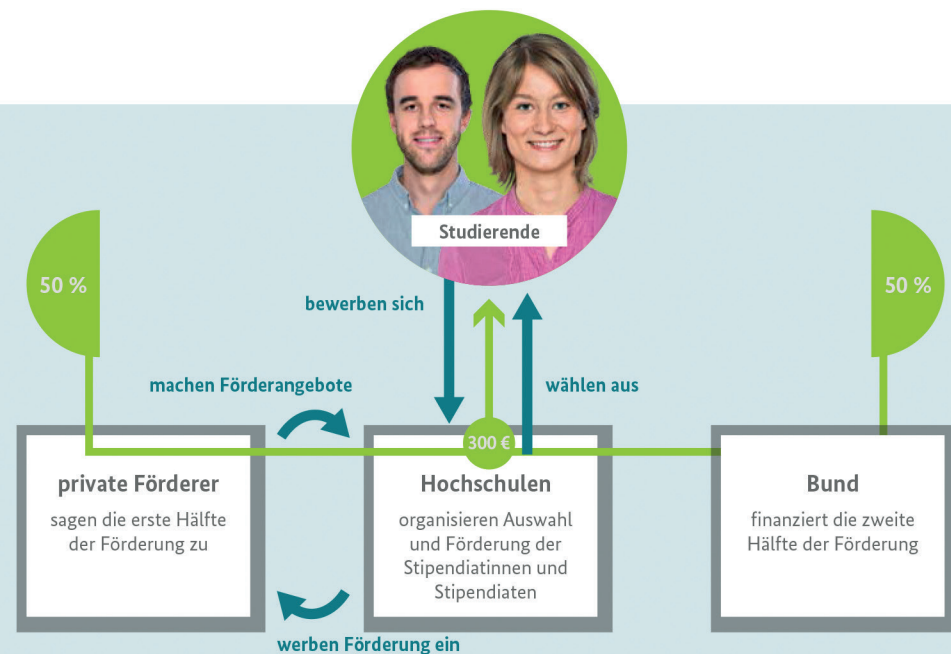 Studierende
50 %
50 %
bewerben sich
machen Förderangebote
wählen aus
300 €
private Förderer
sagen die erste Hälfte
der Förderung zu
Hochschulen
organisieren Auswahl
und Förderung der
Stipendiatinnen und
Stipendiaten
Bund
finanziert die zweite
Hälfte der Förderung
werben Förderung ein